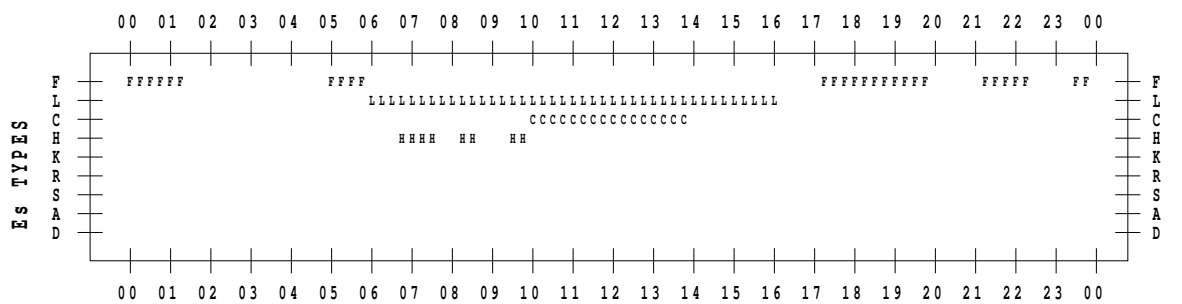 00 01 02 03 04 05 06 07 08 09 10 11 12 13 14 15 16 17 18 19 20 21 22 23 00
F FFFFFF FFFF FFFFFFFFFFF FFFFF FF F
L LLLLLLLLLLLLLLLLLLLLLLLLLLLLLLLLLLLLLLLLL L
C CCCCCCCCCCCCCCCC C
H HHHH HH HH H
K K
R R
S S
A A
D D
Es TYPES
00 01 02 03 04 05 06 07 08 09 10 11 12 13 14 15 16 17 18 19 20 21 22 23 00